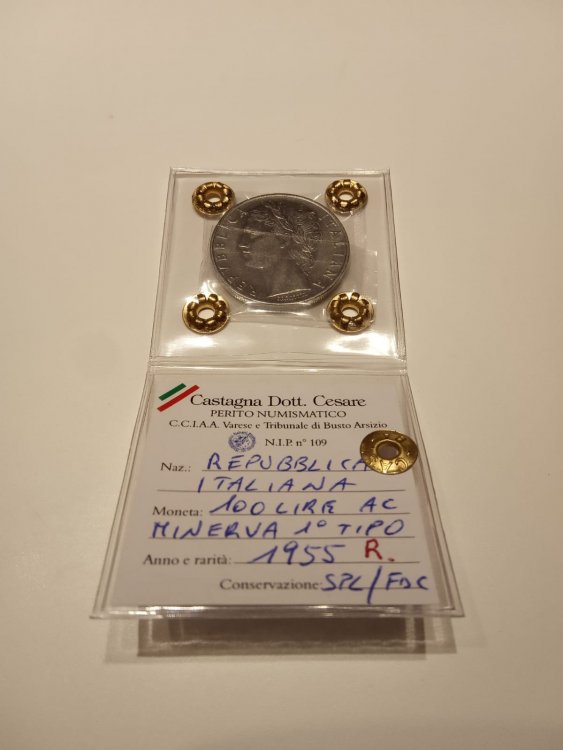 REPVBBLICA ITALIANA
Castagna Dott. Cesare
PERITO NUMISMATICO
C.C.I.A.A. Varese e Tribunale di Busto Arsizio
N.I.P. n° 109
Naz.: REPUBBLICA
ITALIANA
Moneta: 100 LIRE AC
MINERVA 1° TIPO
Anno e rarità: 1955 R.
Conservazione: SPL/FDC